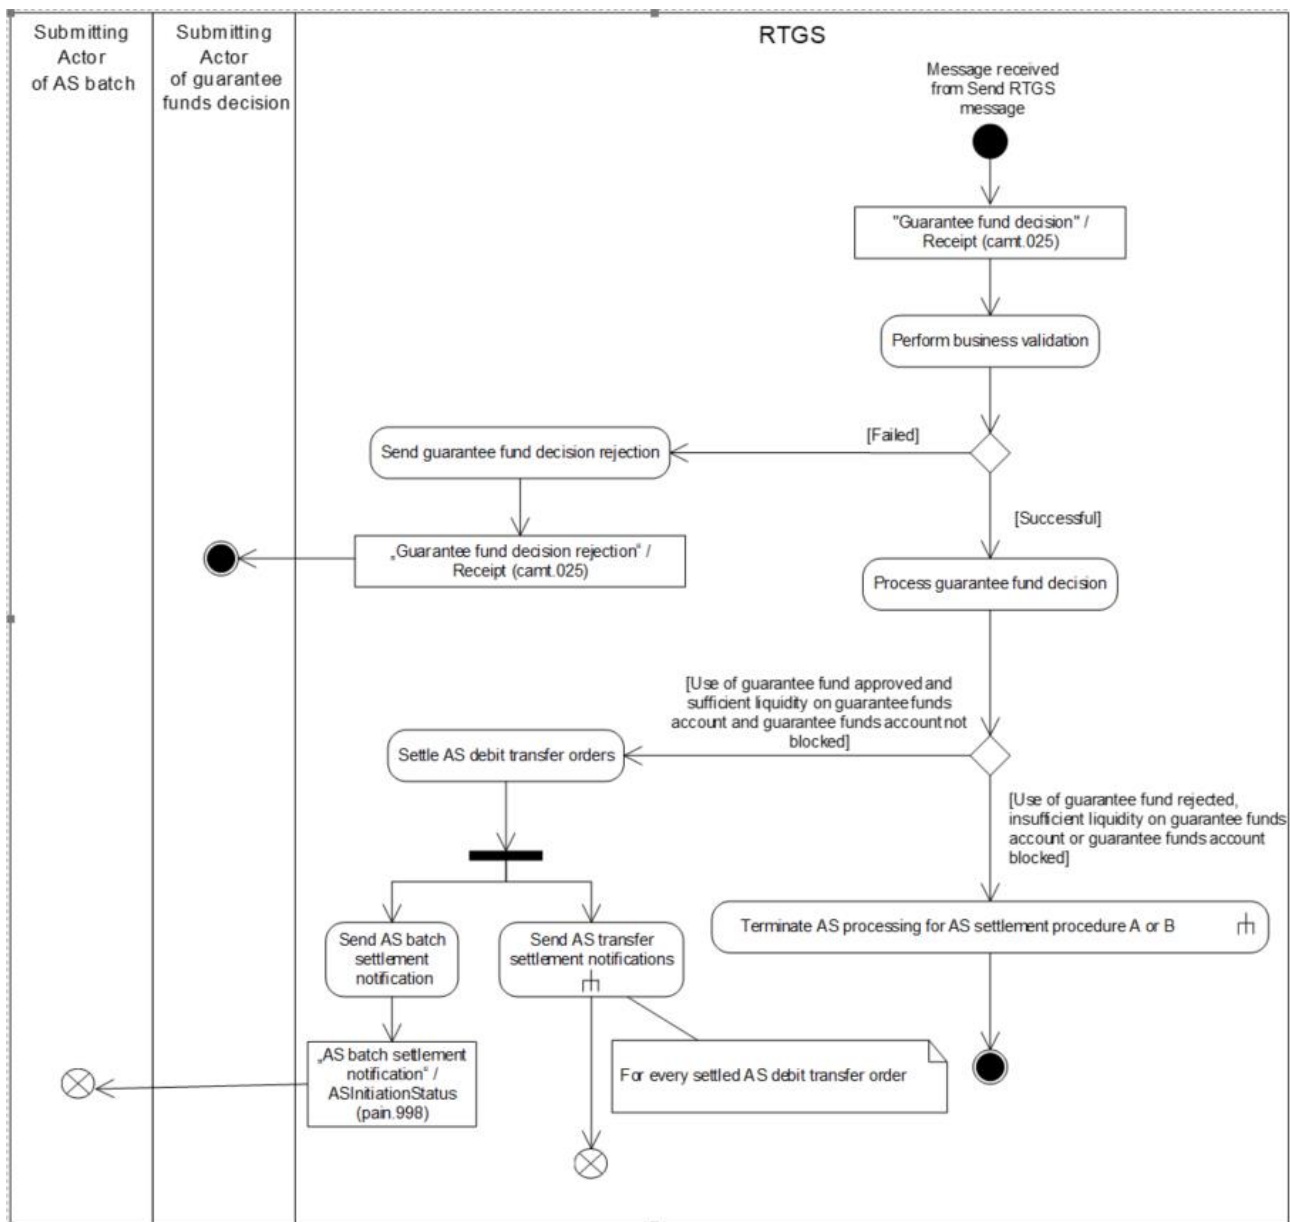 Submitting
Actor
of AS batch
Submitting
Actor
of guarantee
funds decision
RTGS
Message received
from Send RTGS
message
"Guarantee fund decision" /
Receipt (camt.025)
Perform business validation
[Failed]
Send guarantee fund decision rejection
[Successful]
„Guarantee fund decision rejection“ /
Receipt (camt.025)
Process guarantee fund decision
[Use of guarantee fund approved and
sufficient liquidity on guarantee funds
account and guarantee funds account not
blocked]
Settle AS debit transfer orders
[Use of guarantee fund rejected,
insufficient liquidity on guarantee funds
account or guarantee funds account
blocked]
Terminate AS processing for AS settlement procedure A or B
Send AS batch
settlement
notification
Send AS transfer
settlement notifications
„AS batch settlement
notification“ /
ASInitiationStatus
(pain.998)
For every settled AS debit transfer order